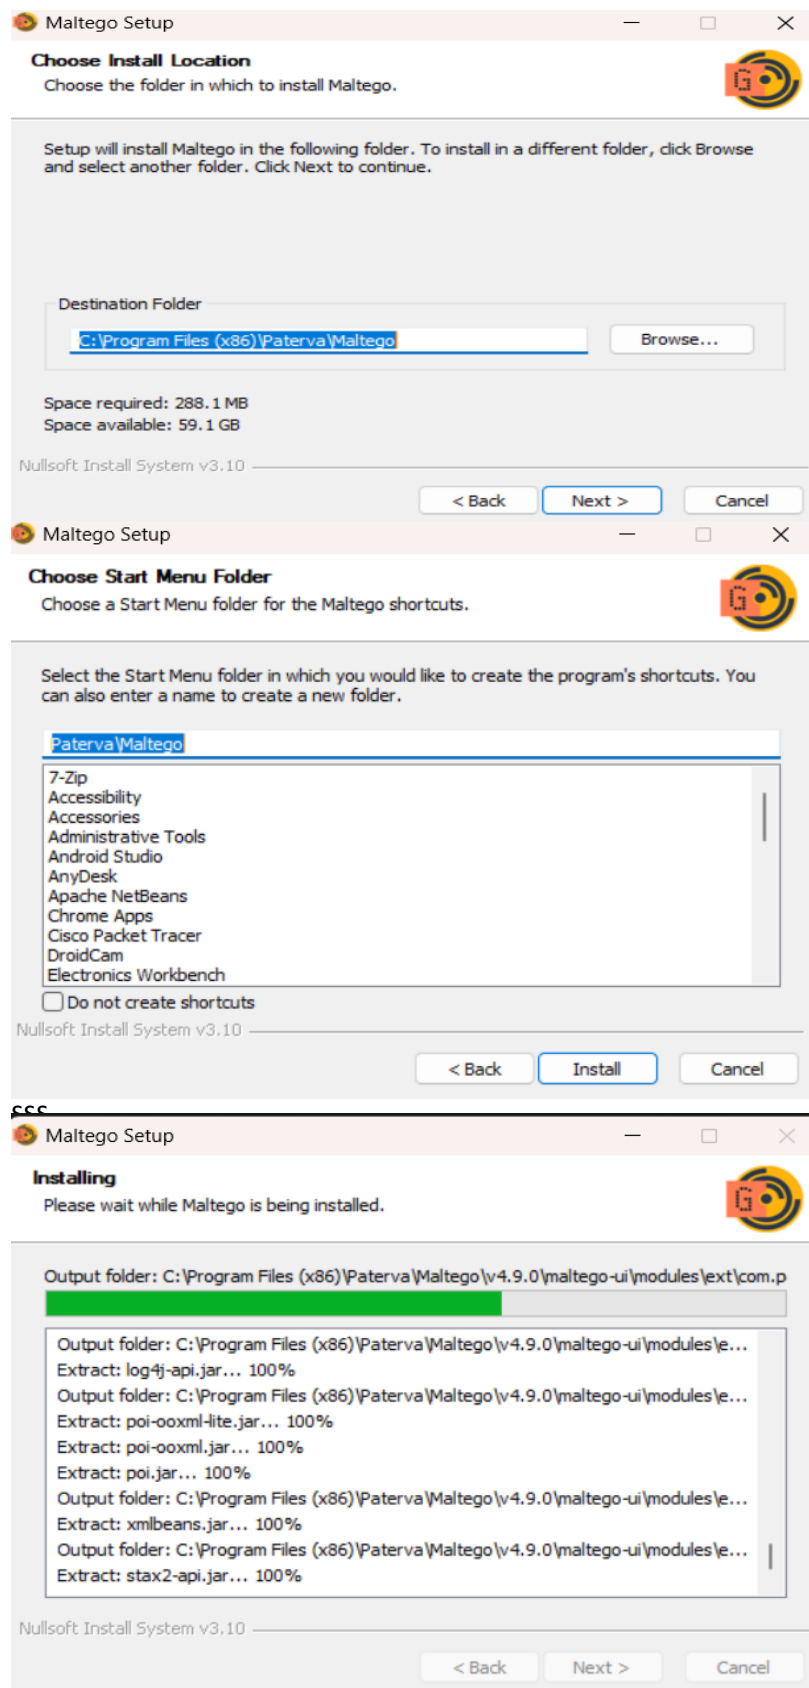 Maltego Setup
Choose Install Location
Choose the folder in which to install Maltego.
G
Setup will install Maltego in the following folder. To install in a different folder, click Browse
and select another folder. Click Next to continue.
Destination Folder
C:\Program Files (x86)\Paterva\Maltego
Browse...
Space required: 288.1 MB
Space available: 59.1 GB
Nullsoft Install System v3.10
< Back Next > Cancel
Maltego Setup
Choose Start Menu Folder
Choose a Start Menu folder for the Maltego shortcuts.
G
Select the Start Menu folder in which you would like to create the program's shortcuts. You
can also enter a name to create a new folder.
Paterva\Maltego
7-Zip
Accessibility
Accessories
Administrative Tools
Android Studio
AnyDesk
Apache NetBeans
Chrome Apps
Cisco Packet Tracer
DroidCam
Electronics Workbench
Do not create shortcuts
Nullsoft Install System v3.10
< Back Install Cancel
sss
Maltego Setup
Installing
Please wait while Maltego is being installed.
G
Output folder: C:\Program Files (x86)\Paterva\Maltego\v4.9.0\maltego-ui\modules\ext\com.p
Output folder: C:\Program Files (x86)\Paterva\Maltego\v4.9.0\maltego-ui\modules\e...
Extract: log4j-api.jar... 100%
Output folder: C:\Program Files (x86)\Paterva\Maltego\v4.9.0\maltego-ui\modules\e...
Extract: poi-ooxml-lite.jar... 100%
Extract: poi-ooxml.jar... 100%
Extract: poi.jar... 100%
Output folder: C:\Program Files (x86)\Paterva\Maltego\v4.9.0\maltego-ui\modules\e...
Extract: xmlbeans.jar... 100%
Output folder: C:\Program Files (x86)\Paterva\Maltego\v4.9.0\maltego-ui\modules\e...
Extract: stax2-api.jar... 100%
Nullsoft Install System v3.10
< Back Next > Cancel